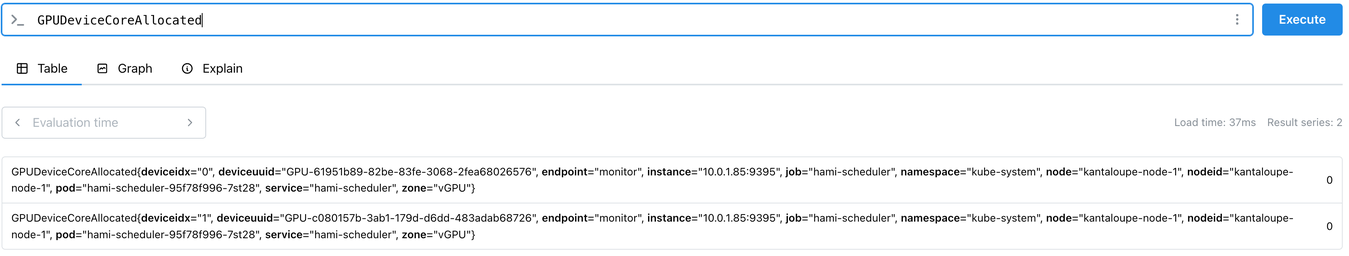 >_ GPUDeviceCoreAllocated
Execute
Table Graph Explain
< Evaluation time >
Load time: 37ms Result series: 2
GPUDeviceCoreAllocated{deviceidx="0", deviceuuid="GPU-61951b89-82be-83fe-3068-2fea68026576", endpoint="monitor", instance="10.0.1.85:9395", job="hami-scheduler", namespace="kube-system", node="kantaloupe-node-1", nodeid="kantaloupe-
node-1", pod="hami-scheduler-95f78f996-7st28", service="hami-scheduler", zone="vGPU"}
0
GPUDeviceCoreAllocated{deviceidx="1", deviceuuid="GPU-c080157b-3ab1-179d-d6dd-483adab68726", endpoint="monitor", instance="10.0.1.85:9395", job="hami-scheduler", namespace="kube-system", node="kantaloupe-node-1", nodeid="kantaloupe-
node-1", pod="hami-scheduler-95f78f996-7st28", service="hami-scheduler", zone="vGPU"}
0